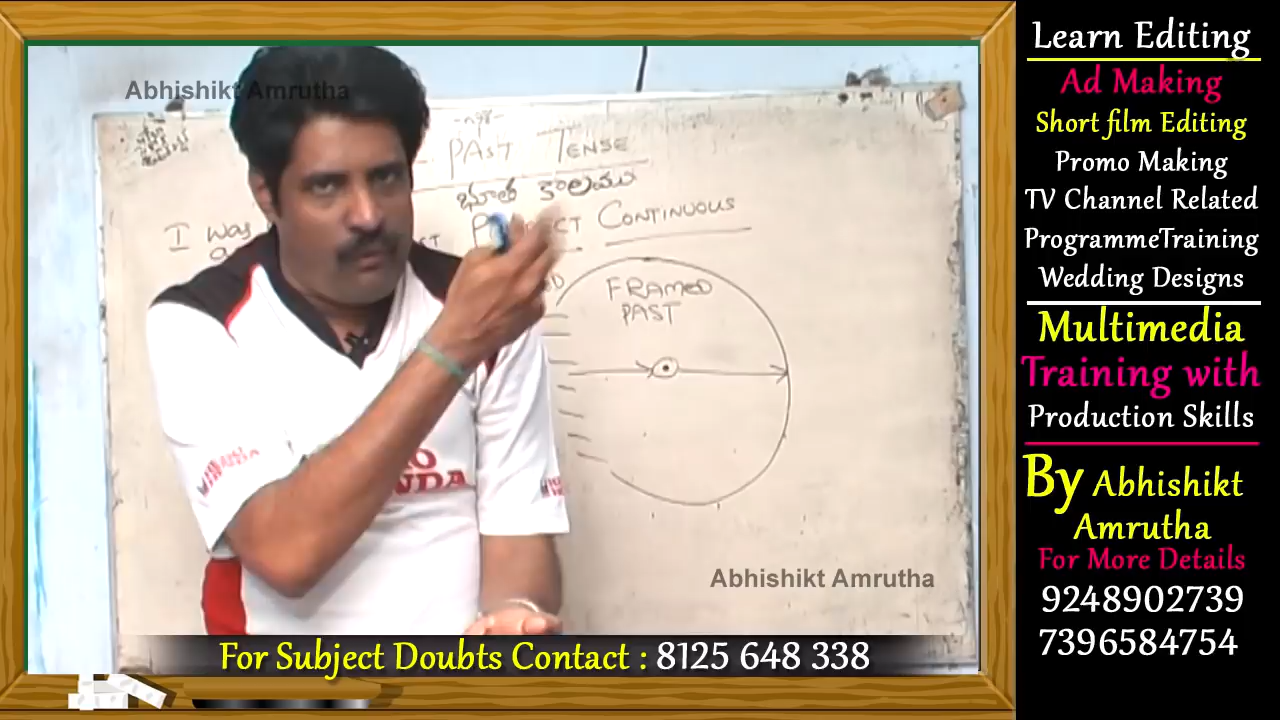 Abhishikt Amrutha
PAST TENSE
భూత కాలము
I was
CONTINUOUS
FRAMED
PAST
Abhishikt Amrutha
For Subject Doubts Contact : 8125 648 338
Learn Editing
Ad Making
Short film Editing
Promo Making
TV Channel Related
ProgrammeTraining
Wedding Designs
Multimedia
Training with
Production Skills
By Abhishikt
Amrutha
For More Details
9248902739
7396584754